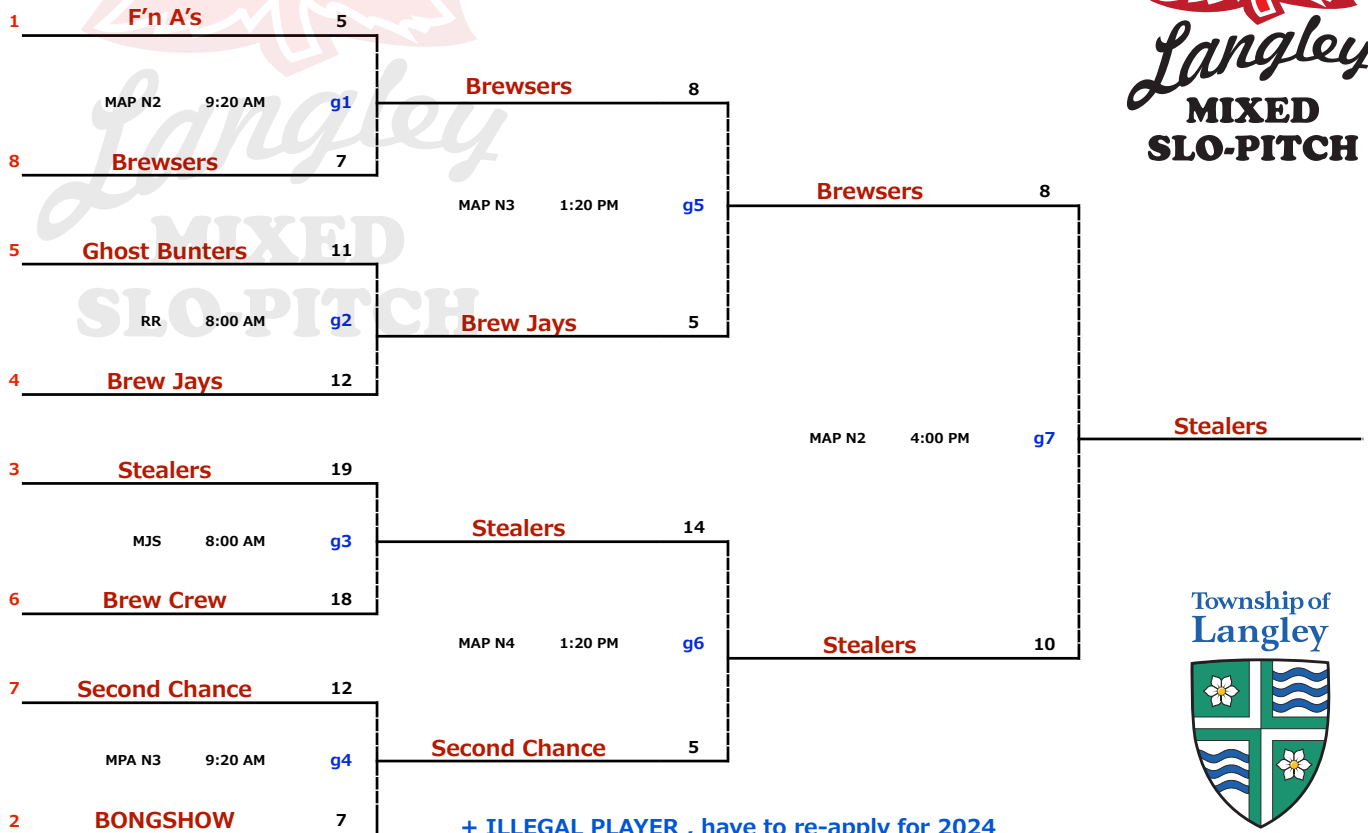 1 F'n A's 5
MAP N2 9:20 AM g1
8 Brewsers 7
5 Ghost Bunters 11
RR 8:00 AM g2
4 Brew Jays 12
3 Stealers 19
MJS 8:00 AM g3
6 Brew Crew 18
7 Second Chance 12
MPA N3 9:20 AM g4
2 BONGSHOW 7
Brewsers 8
MAP N3 1:20 PM g5
Brew Jays 5
Stealers 14
MAP N4 1:20 PM g6
Second Chance 5
+ ILLEGAL PLAYER , have to re-apply for 2024
Brewsers 8
MAP N2 4:00 PM g7
Stealers 10
Stealers
Langley
MIXED
SLO-PITCH
Langley
MIXED
SLO-PITCH
Township of
Langley